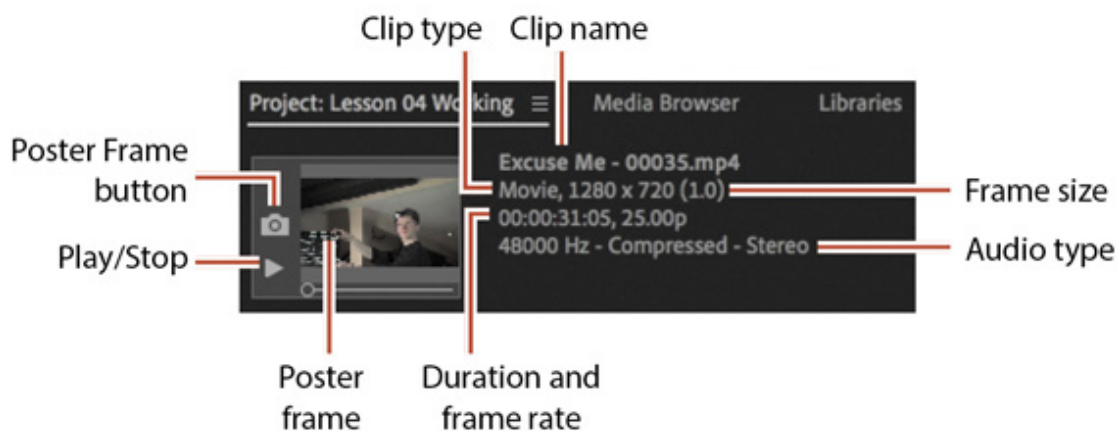 Clip type Clip name
Project: Lesson 04 Working Media Browser Libraries
Poster Frame
button
Play/Stop
Excuse Me - 00035.mp4
Movie, 1280 x 720 (1.0)
00:00:31:05, 25.00p
48000 Hz - Compressed - Stereo
Frame size
Audio type
Poster
frame
Duration and
frame rate